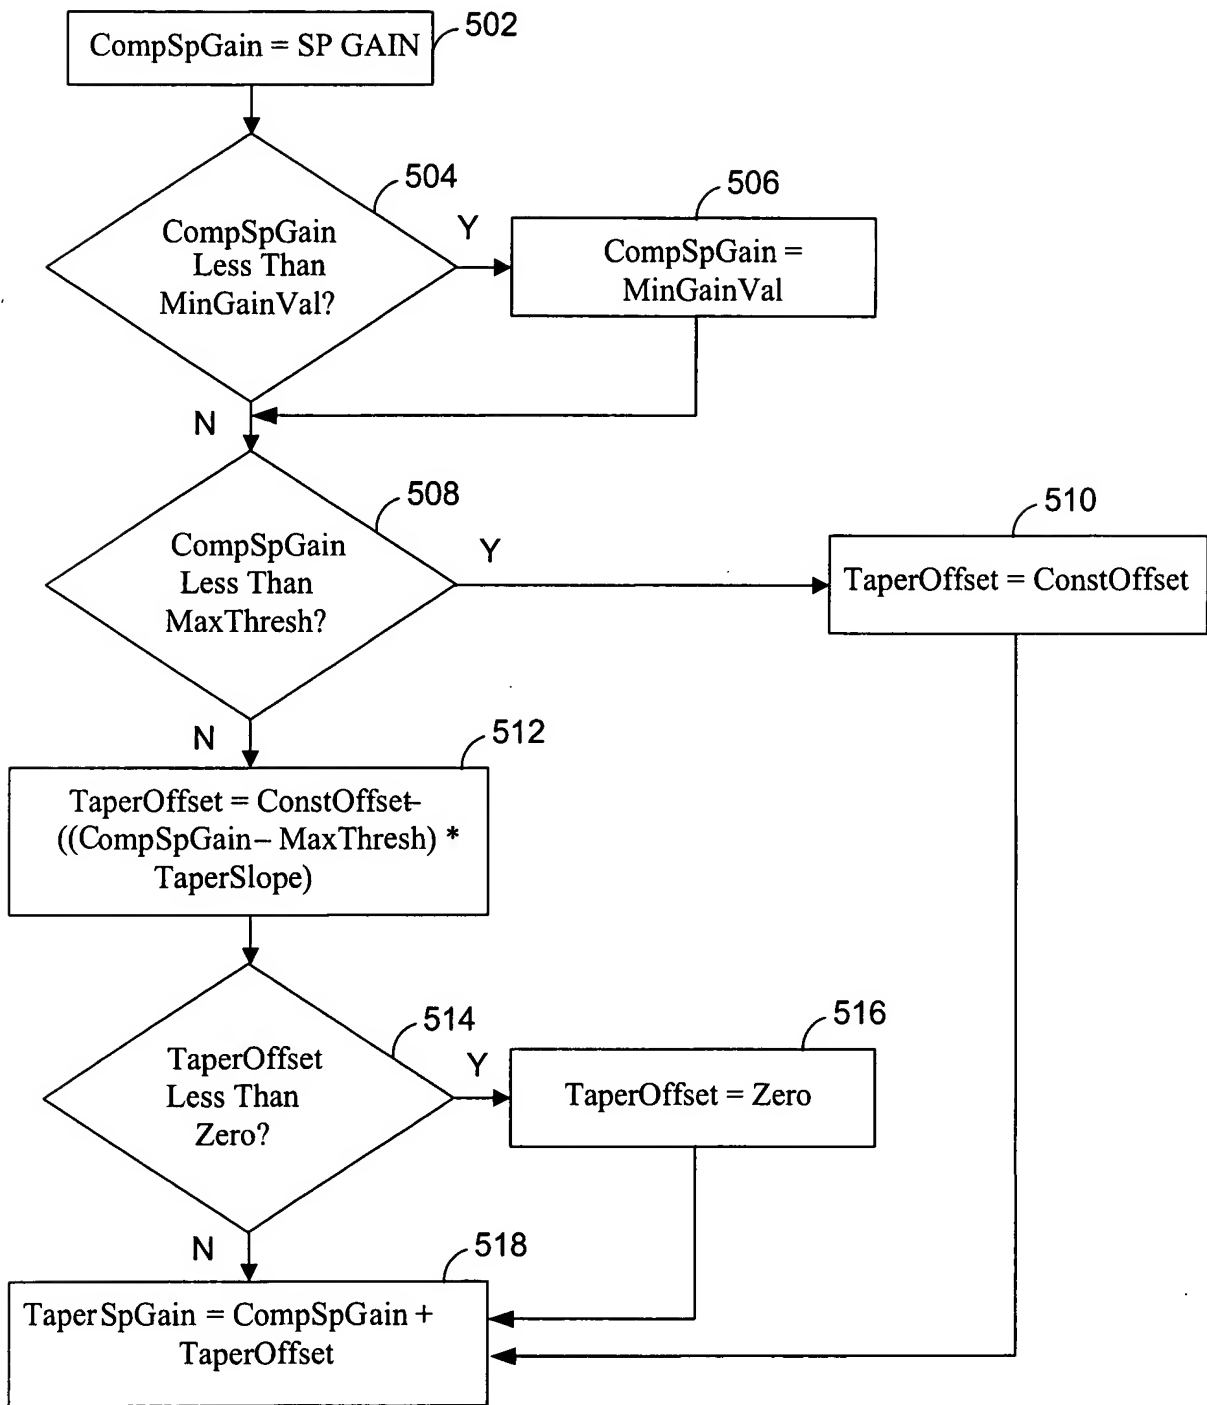 CompSpGain = SP GAIN
502
504
CompSpGain
Less Than
MinGainVal?
Y
506
CompSpGain =
MinGainVal
N
508
CompSpGain
Less Than
MaxThresh?
Y
510
TaperOffset = ConstOffset
N
512
TaperOffset = ConstOffset–
((CompSpGain– MaxThresh) *
TaperSlope)
514
TaperOffset
Less Than
Zero?
Y
516
TaperOffset = Zero
N
518
TaperSpGain = CompSpGain +
TaperOffset